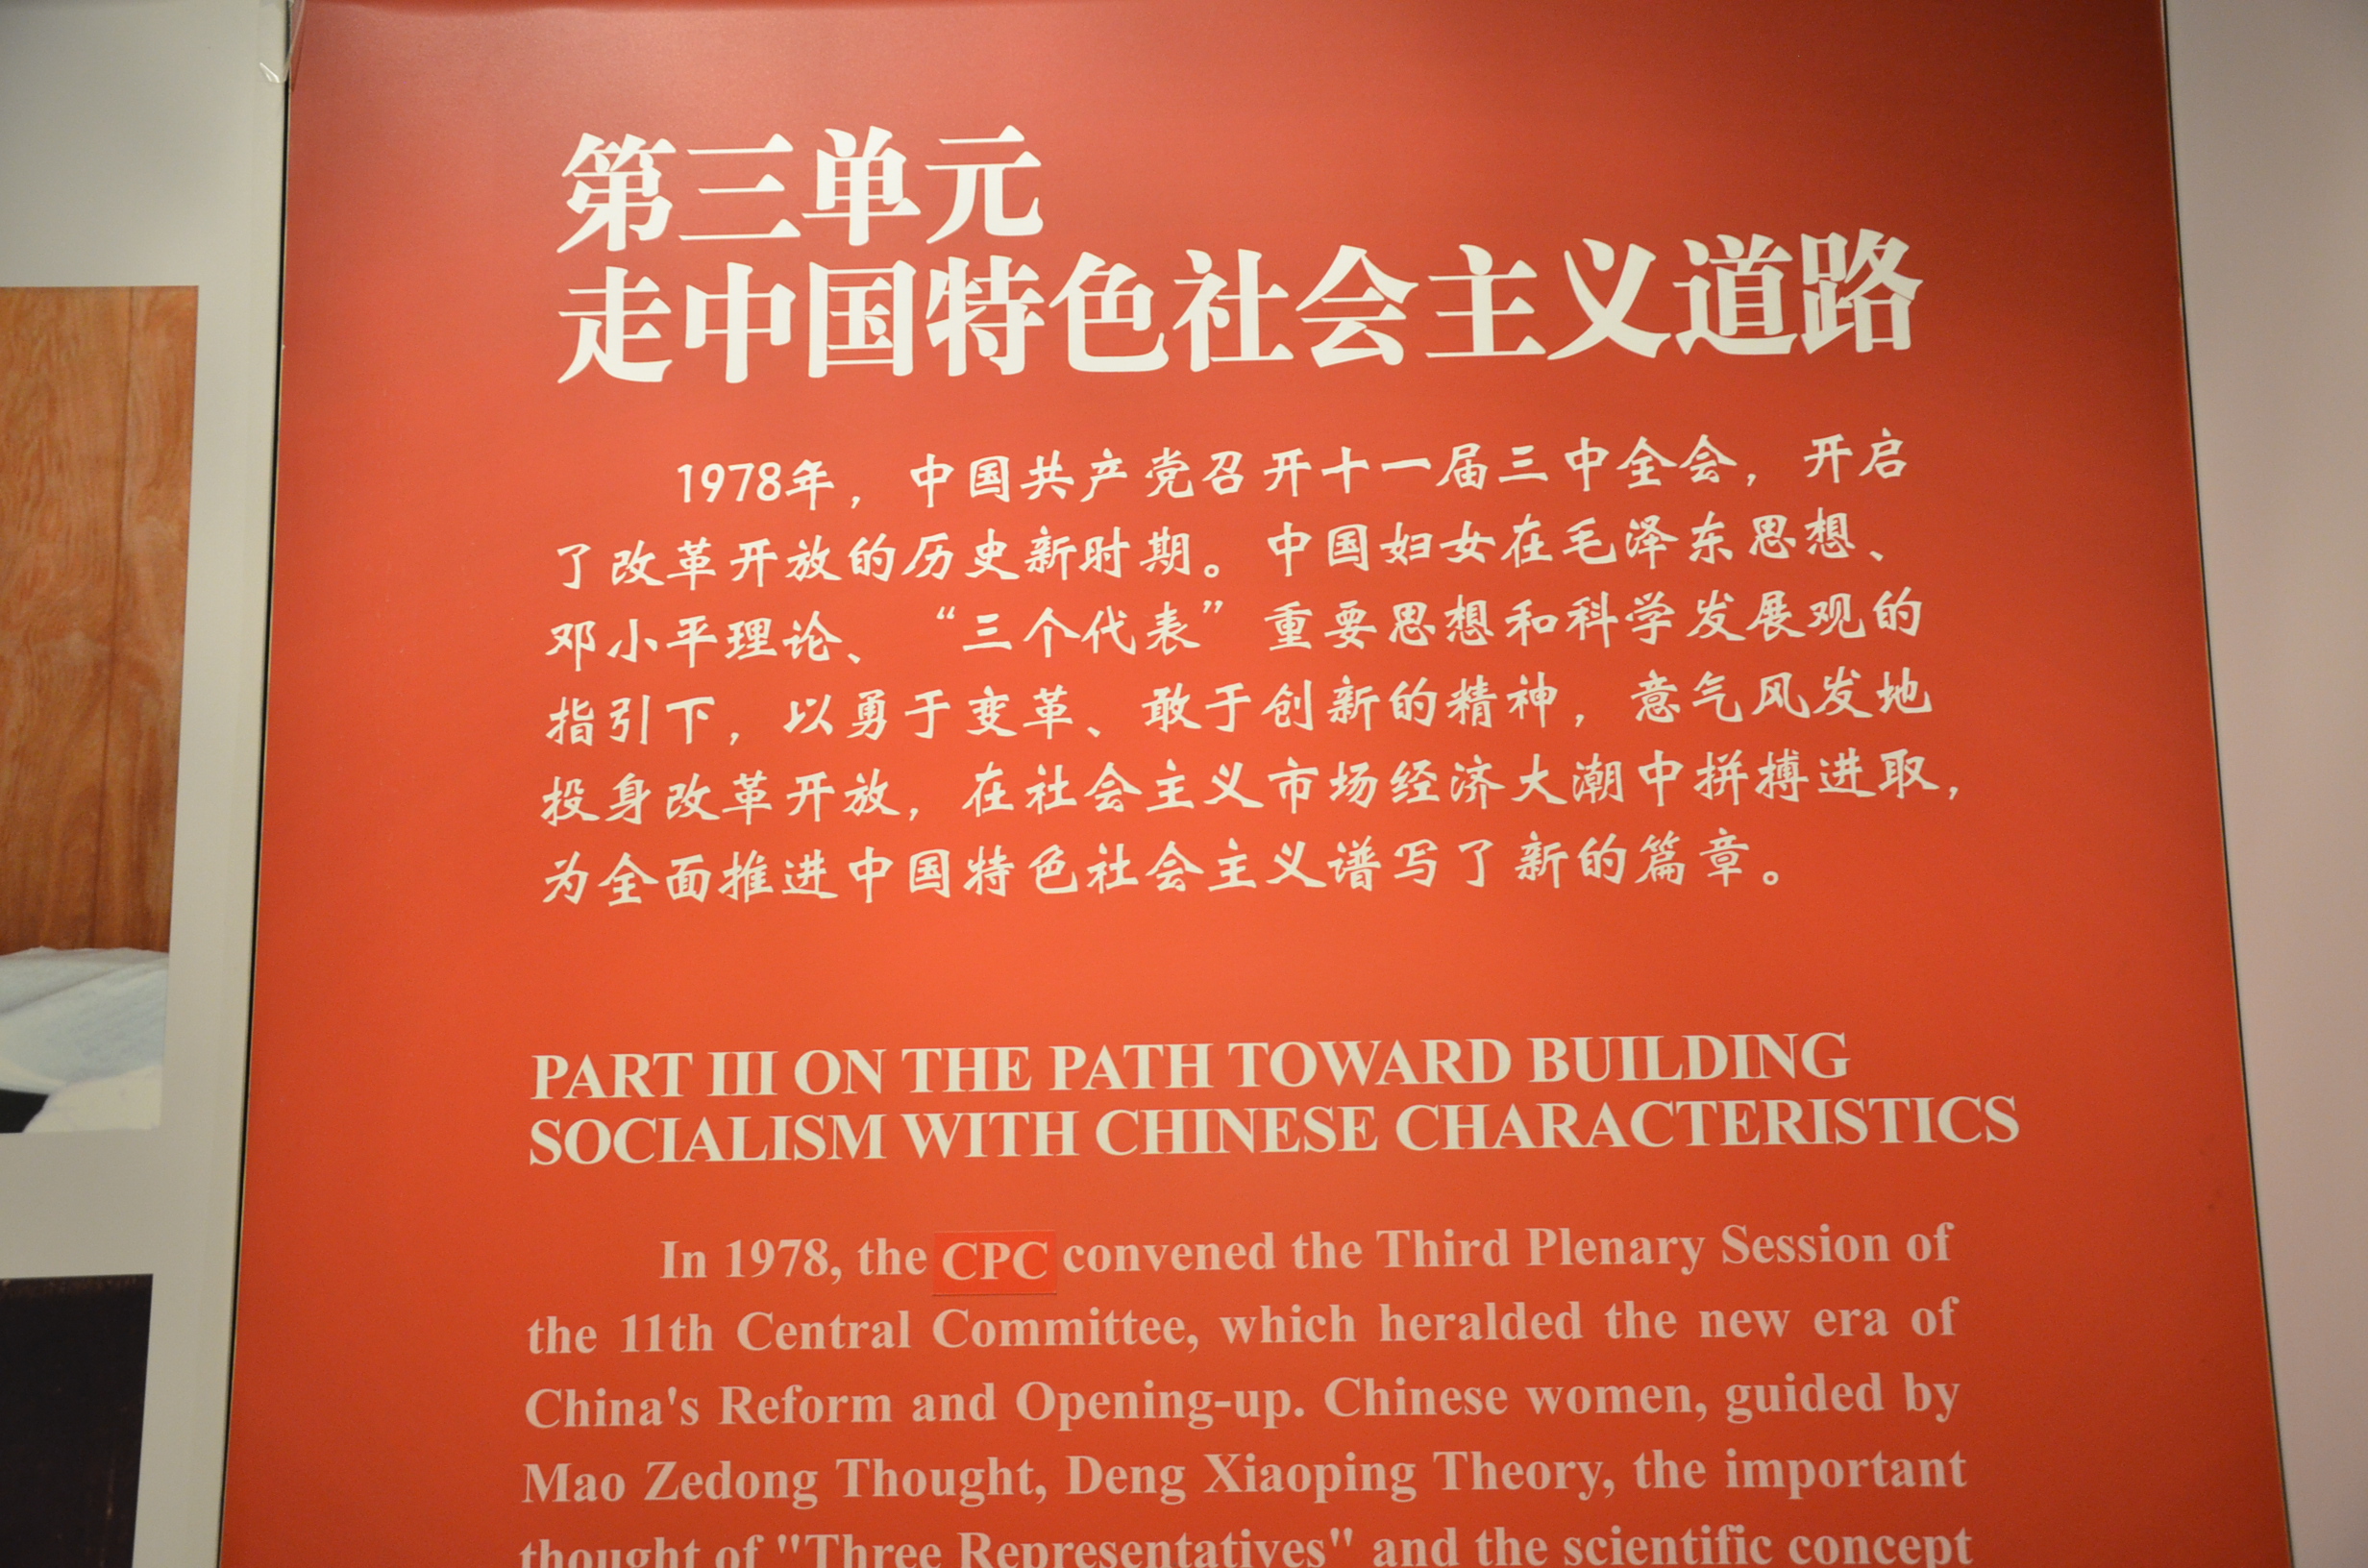 第三单元
走中国特色社会主义道路
1978年，中国共产党召开十一届三中全会，开启
了改革开放的历史新时期。中国妇女在毛泽东思想、
邓小平理论、“三个代表”重要思想和科学发展观的
指引下，以勇于变革、敢于创新的精神，意气风发地
投身改革开放，在社会主义市场经济大潮中拼搏进取，
为全面推进中国特色社会主义谱写了新的篇章。
PART III ON THE PATH TOWARD BUILDING
SOCIALISM WITH CHINESE CHARACTERISTICS
In 1978, the CPC convened the Third Plenary Session of
the 11th Central Committee, which heralded the new era of
China's Reform and Opening-up. Chinese women, guided by
Mao Zedong Thought, Deng Xiaoping Theory, the important
thought of "Three Representatives" and the scientific concept